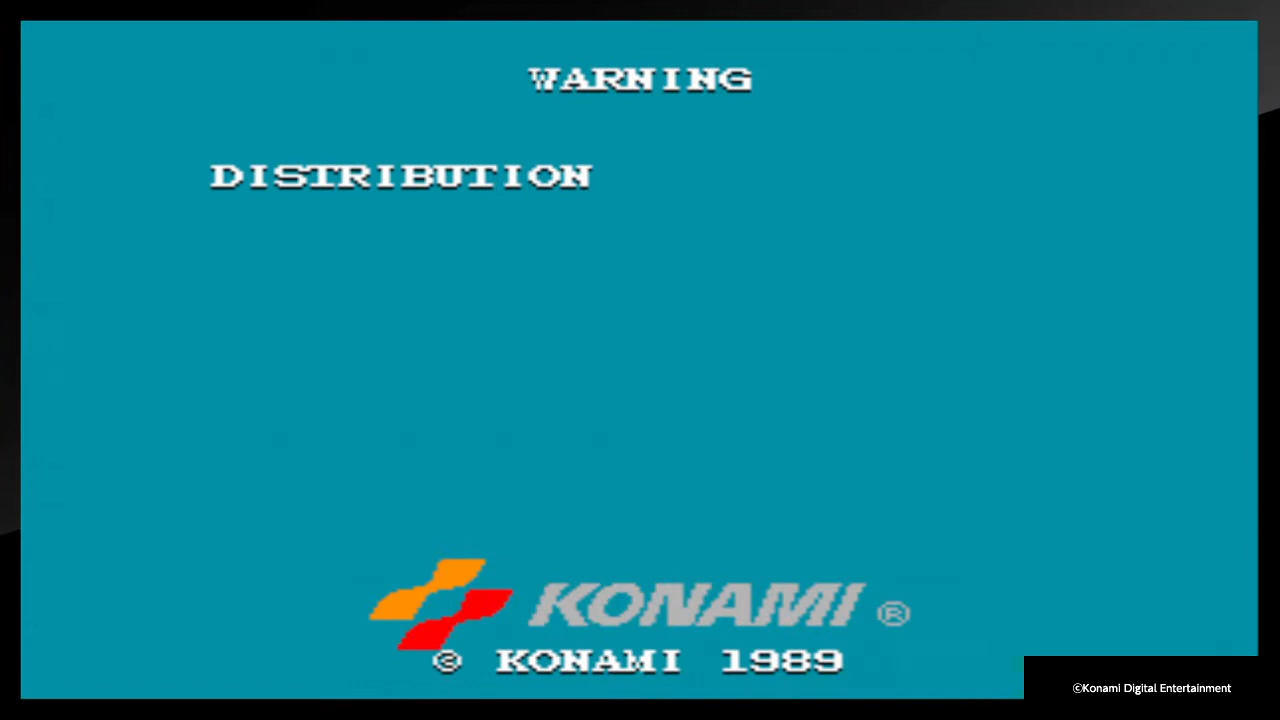 WARNING
DISTRIBUTION
KONAMI ®
© KONAMI 1989
©Konami Digital Entertainment